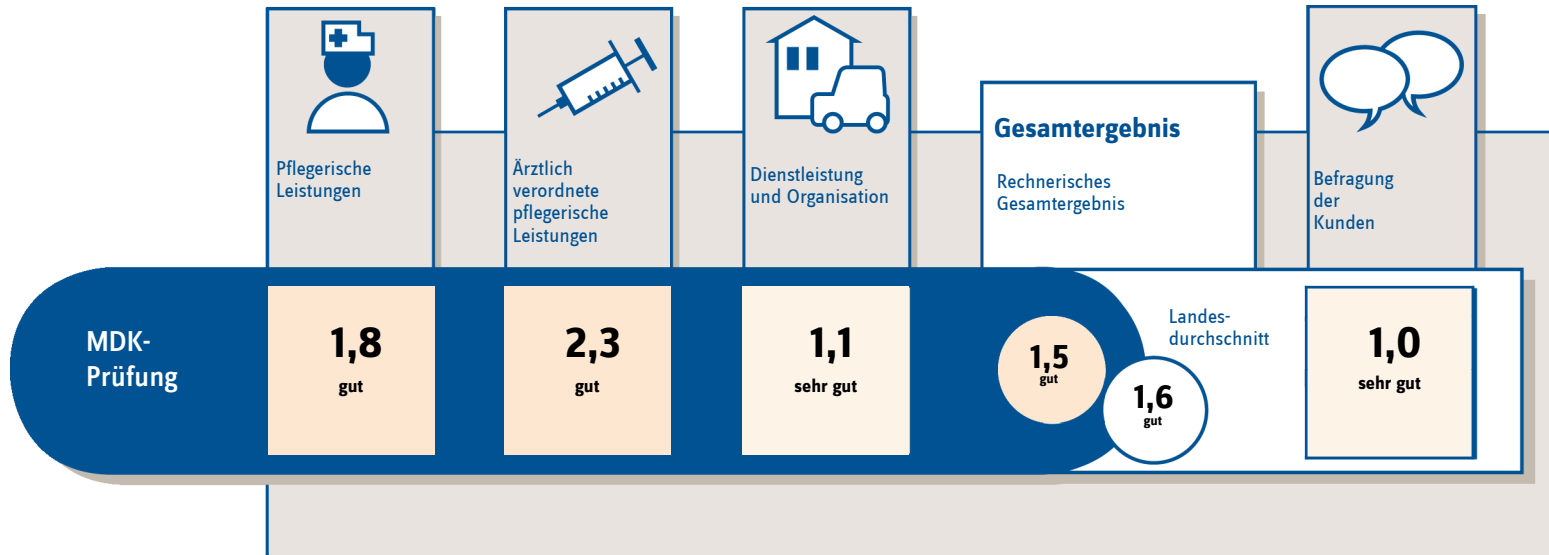 Pflegerische
Leistungen
Ärztlich
verordnete
pflegerische
Leistungen
Dienstleistung
und Organisation
Gesamtergebnis
Rechnerisches
Gesamtergebnis
Befragung
der
Kunden
MDK-
Prüfung
1,8
gut
2,3
gut
1,1
sehr gut
1,5
gut
Landes-
durchschnitt
1,6
gut
1,0
sehr gut